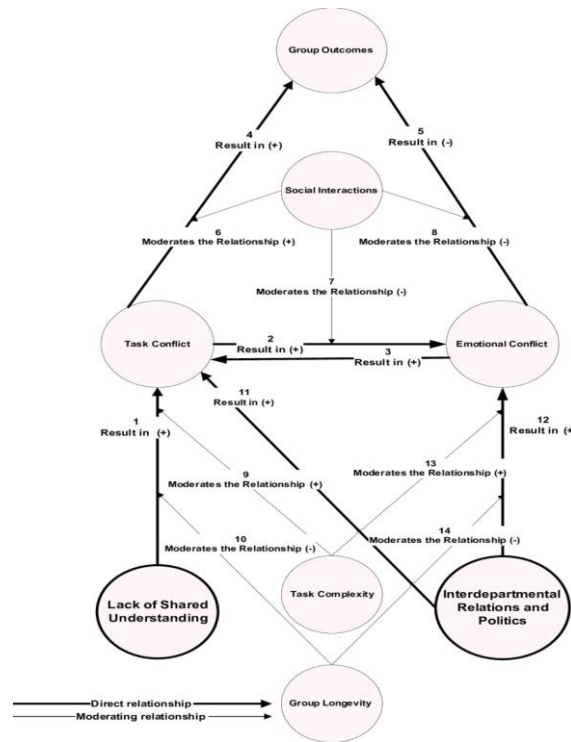 Group Outcomes
4
Result in (+)
5
Result in (-)
Social Interactions
6
Moderates the Relationship (+)
8
Moderates the Relationship (-)
7
Moderates the Relationship (-)
Task Conflict
2
Result in (+)
3
Result in (+)
Emotional Conflict
1
Result in (+)
11
Result in (+)
12
Result in (+
9
Moderates the Relationship (+)
13
Moderates the Relationship (+)
10
Moderates the Relationship (-)
14
Moderates the Relationship (-)
Lack of Shared
Understanding
Task Complexity
Interdepartmental
Relations and
Politics
Direct relationship
Moderating relationship
Group Longevity